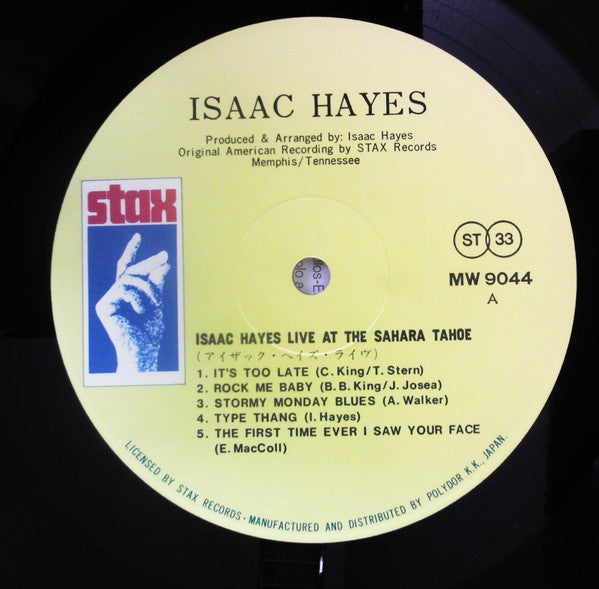 ISAAC HAYES
Produced & Arranged by: Isaac Hayes
Original American Recording by STAX Records
Memphis/Tennessee
stax
ST 33
MW 9044
A
ISAAC HAYES LIVE AT THE SAHARA TAHOE
(アイザック・ヘイズ・ライヴ)
1. IT'S TOO LATE (C. King/T. Stern)
2. ROCK ME BABY (B. B. King/J. Josea)
3. STORMY MONDAY BLUES (A. Walker)
4. TYPE THANG (I. Hayes)
5. THE FIRST TIME EVER I SAW YOUR FACE
(E. MacColl)
LICENSED BY STAX RECORDS · MANUFACTURED AND DISTRIBUTED BY POLYDOR K.K., JAPAN.